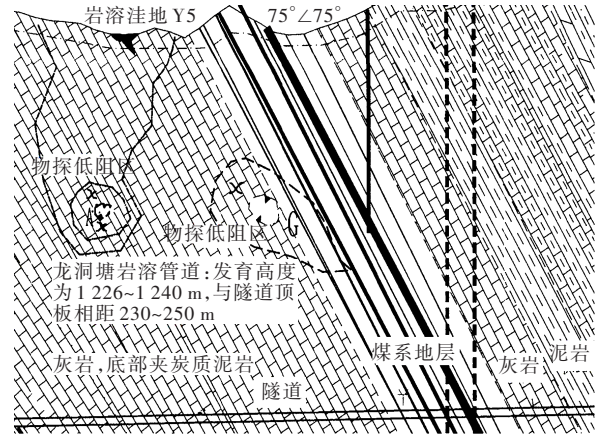 岩溶洼地 Y5
75°∠75°
物探低阻区
物探低阻区
龙洞塘岩溶管道：发育高度
为 1 226~1 240 m，与隧道顶
板相距 230~250 m
煤系地层
灰岩，底部夹炭质泥岩
灰岩
泥岩
隧道